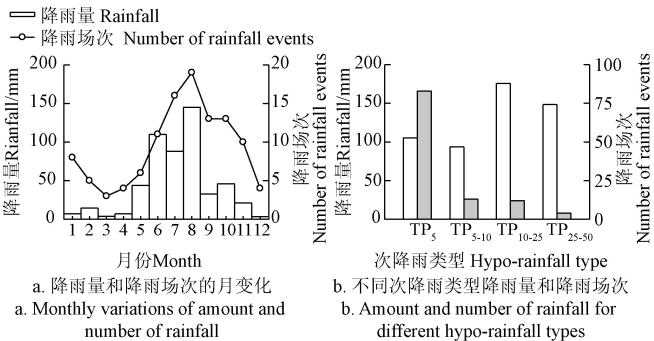 降雨量 Rainfall
降雨场次 Number of rainfall events
200
150
100
50
0
降雨量Rianfall/mm
20
15
10
5
0
降雨场次
Number of rainfall events
1 2 3 4 5 6 7 8 9 10 11 12
月份Month
a. 降雨量和降雨场次的月变化
a. Monthly variations of amount and
number of rainfall
200
150
100
50
0
降雨量Rianfall/mm
100
75
50
25
0
降雨场次
Number of rainfall events
TP5 TP5-10 TP10-25 TP25-50
次降雨类型 Hypo-rainfall type
b. 不同次降雨类型降雨量和降雨场次
b. Amount and number of rainfall for
different hypo-rainfall types